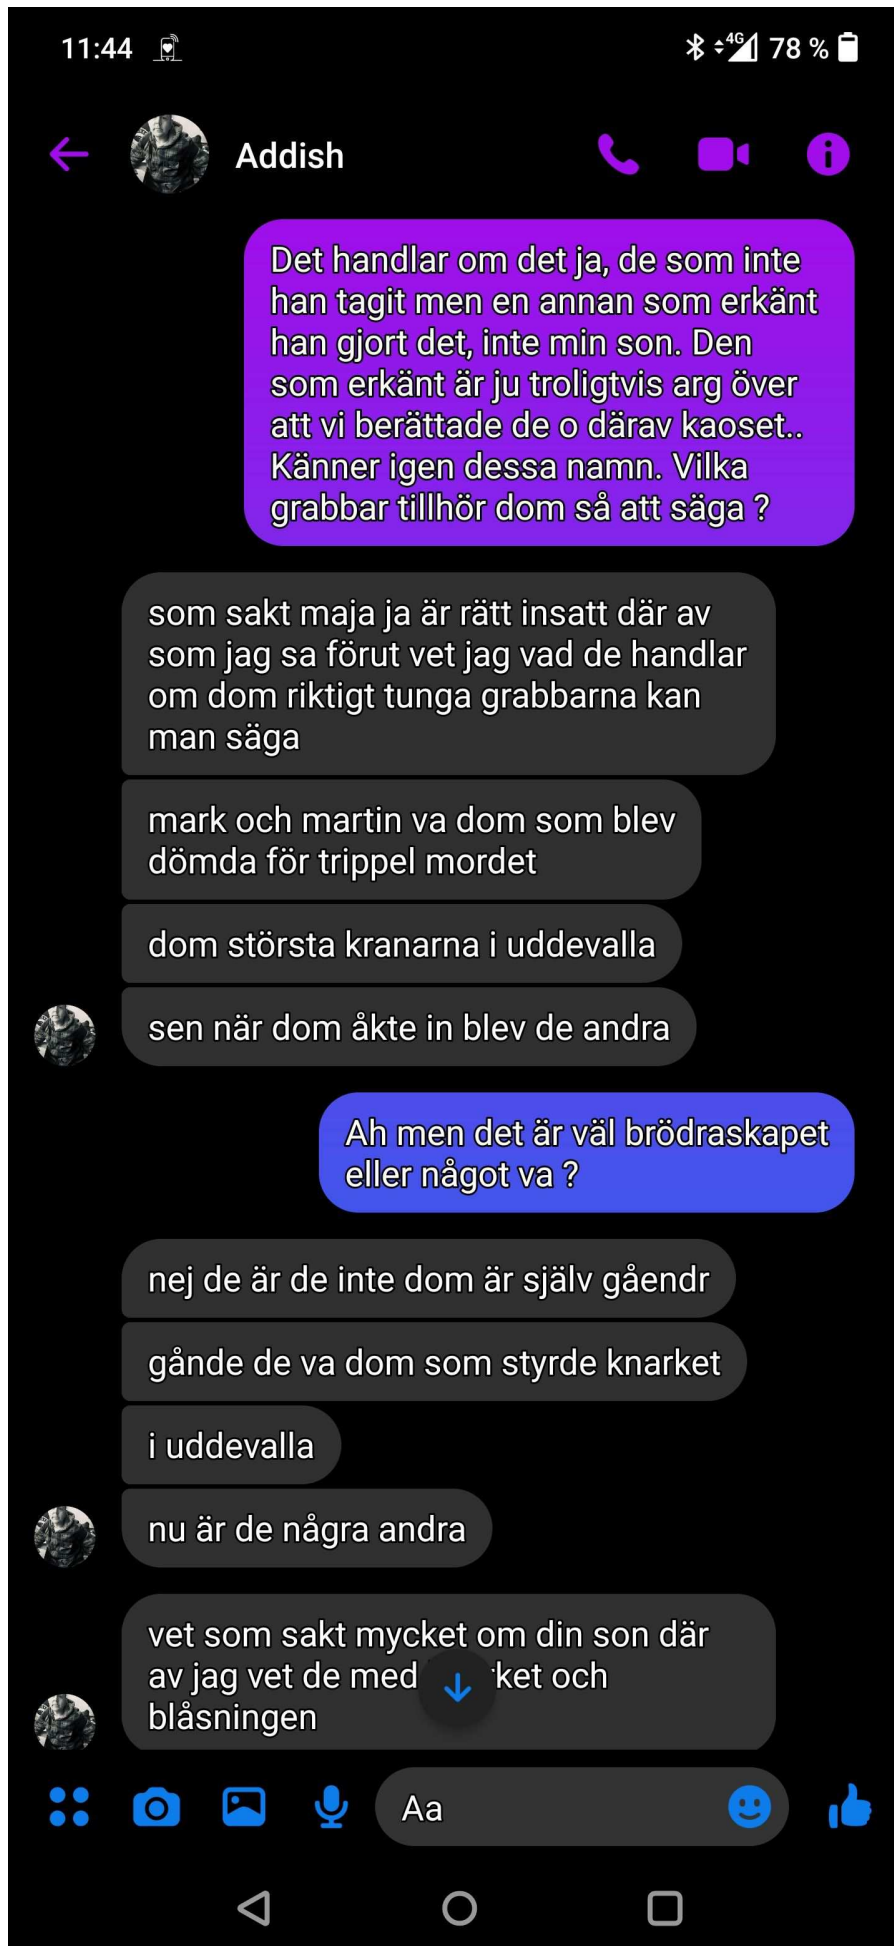 11:44
4G 78 %
Addish
Det handlar om det ja, de som inte
han tagit men en annan som erkänt
han gjort det, inte min son. Den
som erkänt är ju troligtvis arg över
att vi berättade de o därav kaoset..
Känner igen dessa namn. Vilka
grabbar tillhör dom så att säga ?
som sakt maja ja är rätt insatt där av
som jag sa förut vet jag vad de handlar
om dom riktigt tunga grabbarna kan
man säga
mark och martin va dom som blev
dömda för trippel mordet
dom största kranarna i uddevalla
sen när dom åkte in blev de andra
Ah men det är väl brödraskapet
eller något va ?
nej de är de inte dom är själv gåendr
gånde de va dom som styrde knarket
i uddevalla
nu är de några andra
vet som sakt mycket om din son där
av jag vet de med ket och
blåsningen
Aa